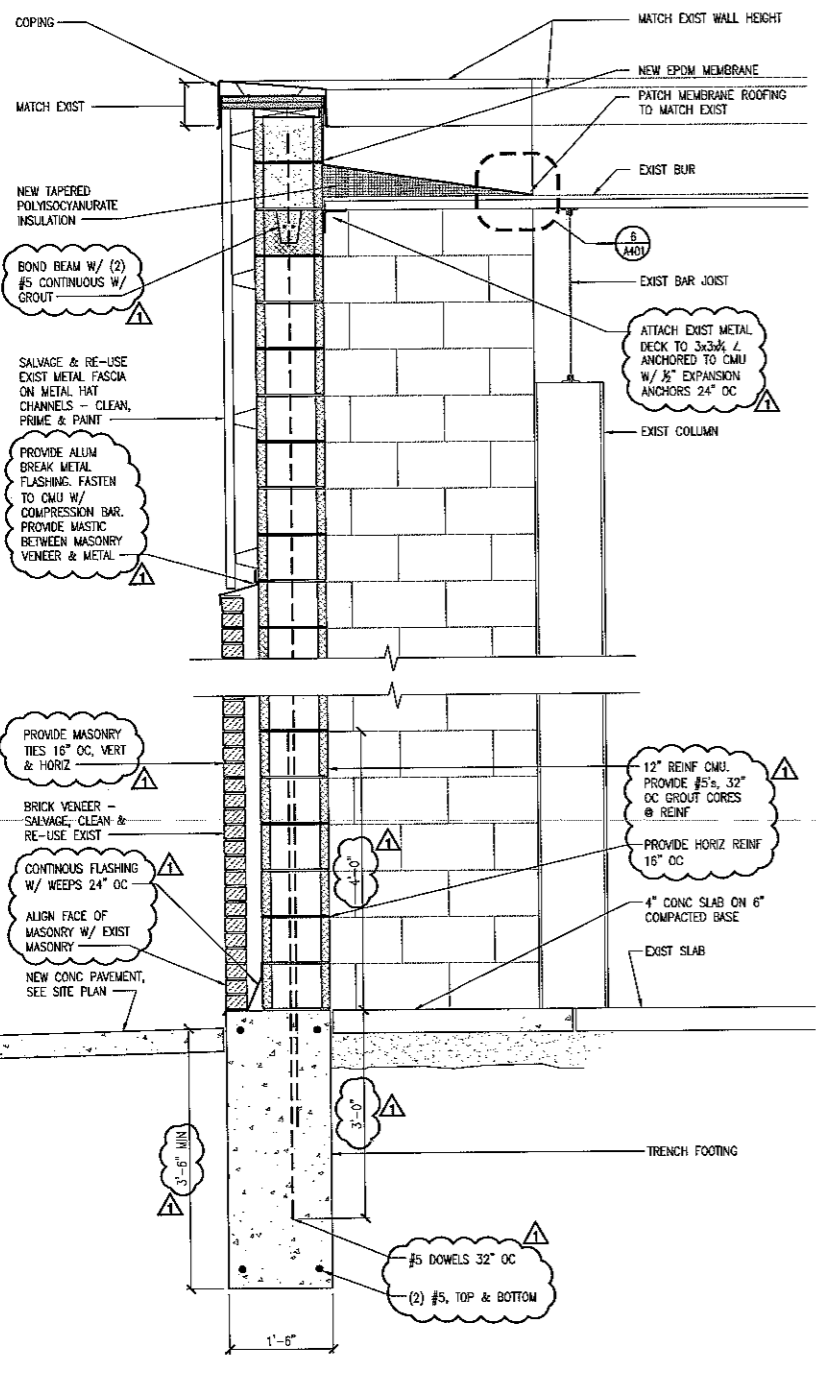 COPING
MATCH EXIST WALL HEIGHT
NEW EPDM MEMBRANE
PATCH MEMBRANE ROOFING
TO MATCH EXIST
MATCH EXIST
EXIST BUR
NEW TAPERED
POLYISOCYANURATE
INSULATION
6
A401
BOND BEAM W/ (2)
#5 CONTINUOUS W/
GROUT
1
EXIST BAR JOIST
ATTACH EXIST METAL
DECK TO 3x3x¼ L
ANCHORED TO CMU
W/ ½" EXPANSION
ANCHORS 24" OC
1
SALVAGE & RE-USE
EXIST METAL FASCIA
ON METAL HAT
CHANNELS - CLEAN,
PRIME & PAINT
EXIST COLUMN
PROVIDE ALUM
BREAK METAL
FLASHING. FASTEN
TO CMU W/
COMPRESSION BAR.
PROVIDE MASTIC
BETWEEN MASONRY
VENEER & METAL
1
PROVIDE MASONRY
TIES 16" OC, VERT
& HORIZ
1
12" REINF CMU.
PROVIDE #5's, 32"
OC GROUT CORES
@ REINF
1
PROVIDE HORIZ REINF
16" OC
BRICK VENEER -
SALVAGE, CLEAN &
RE-USE EXIST
4'-0"
1
CONTINOUS FLASHING
W/ WEEPS 24" OC
1
ALIGN FACE OF
MASONRY W/ EXIST
MASONRY
4" CONC SLAB ON 6"
COMPACTED BASE
EXIST SLAB
NEW CONC PAVEMENT,
SEE SITE PLAN
3'-0"
1
3'-6" MIN
1
TRENCH FOOTING
#5 DOWELS 32" OC
1
(2) #5, TOP & BOTTOM
1'-6"